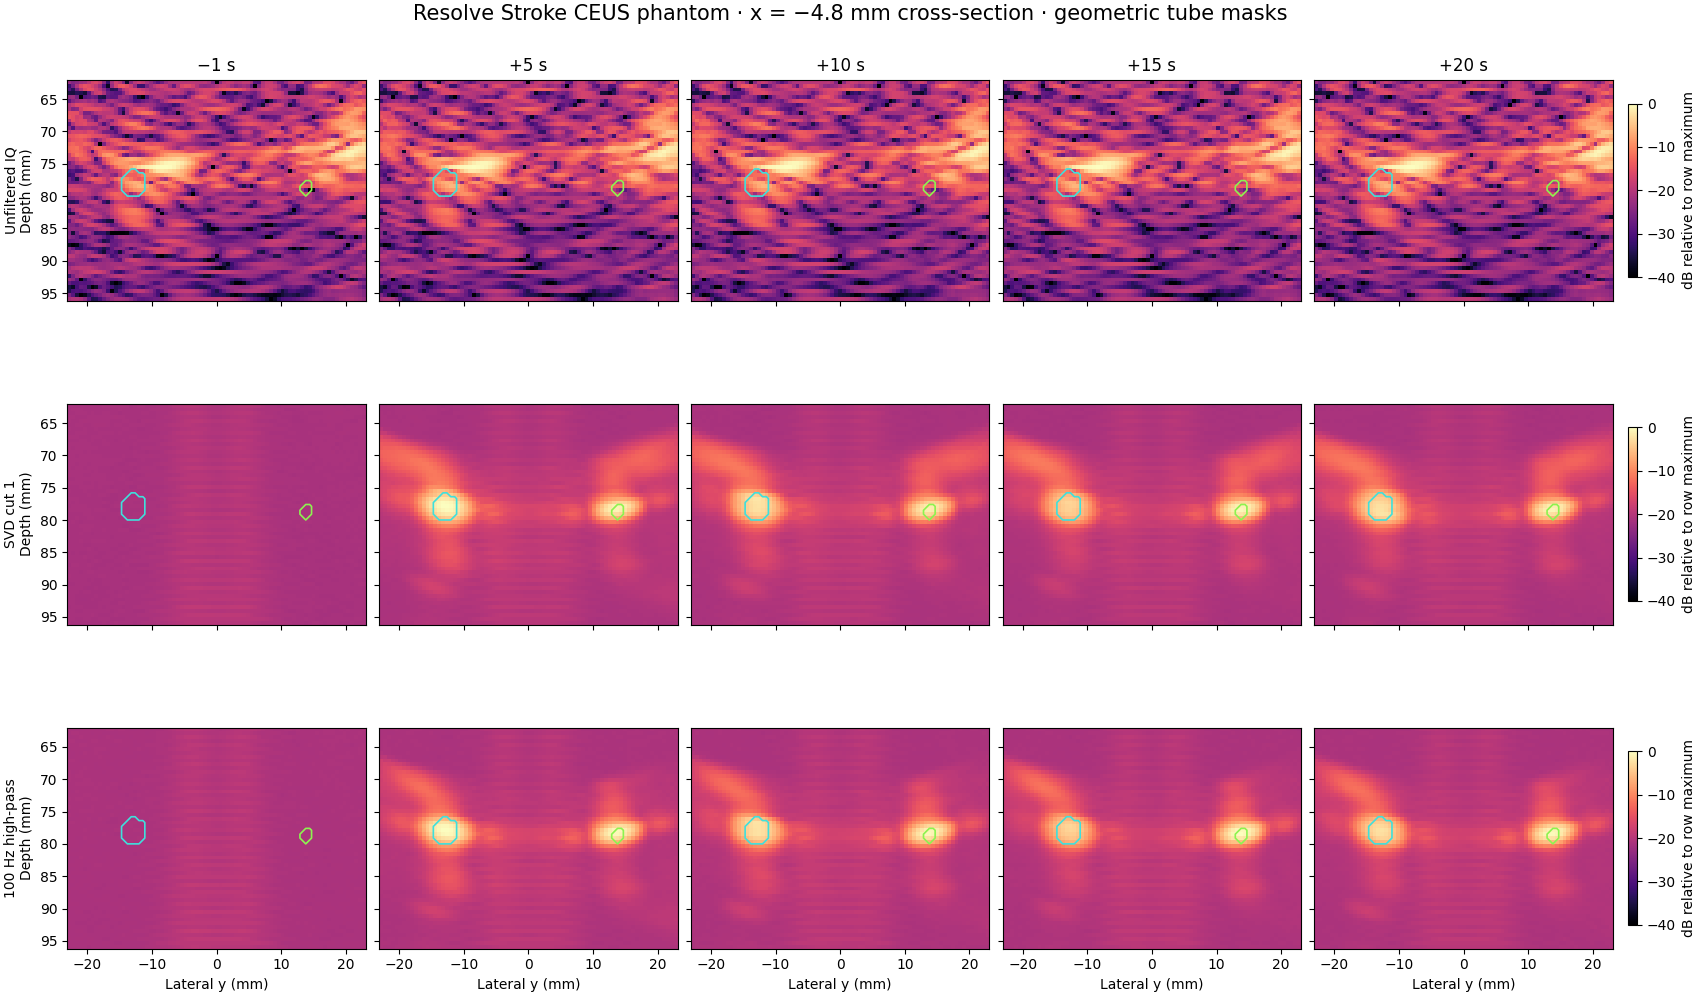 Resolve Stroke CEUS phantom · x = −4.8 mm cross-section · geometric tube masks
−1 s +5 s +10 s +15 s +20 s
Unfiltered IQ
Depth (mm)
65
70
75
80
85
90
95
0
−10
−20
−30
−40
dB relative to row maximum
SVD cut 1
Depth (mm)
65
70
75
80
85
90
95
0
−10
−20
−30
−40
dB relative to row maximum
100 Hz high-pass
Depth (mm)
65
70
75
80
85
90
95
0
−10
−20
−30
−40
dB relative to row maximum
−20 −10 0 10 20 −20 −10 0 10 20 −20 −10 0 10 20 −20 −10 0 10 20 −20 −10 0 10 20
Lateral y (mm) Lateral y (mm) Lateral y (mm) Lateral y (mm) Lateral y (mm)